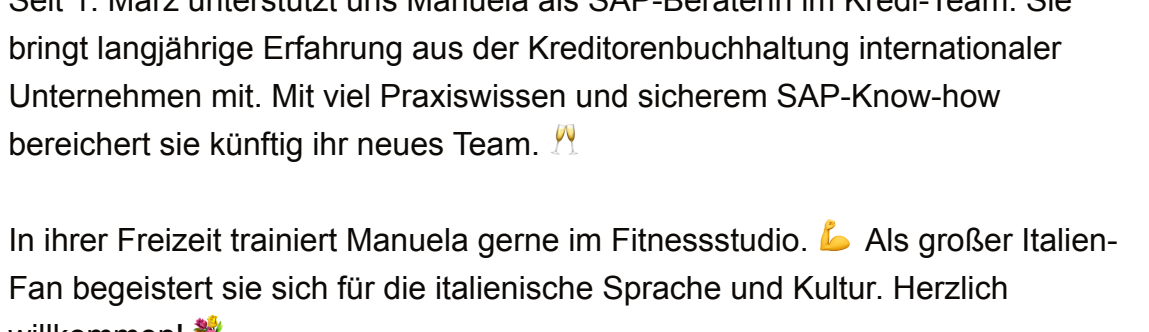 Seit 1. März unterstützt uns Manuela als SAP-Beraterin im Kredi-Team. Sie
bringt langjährige Erfahrung aus der Kreditorenbuchhaltung internationaler
Unternehmen mit. Mit viel Praxiswissen und sicherem SAP-Know-how
bereichert sie künftig ihr neues Team. 🥂
In ihrer Freizeit trainiert Manuela gerne im Fitnessstudio. 💪 Als großer Italien-
Fan begeistert sie sich für die italienische Sprache und Kultur. Herzlich
willkommen! 💐